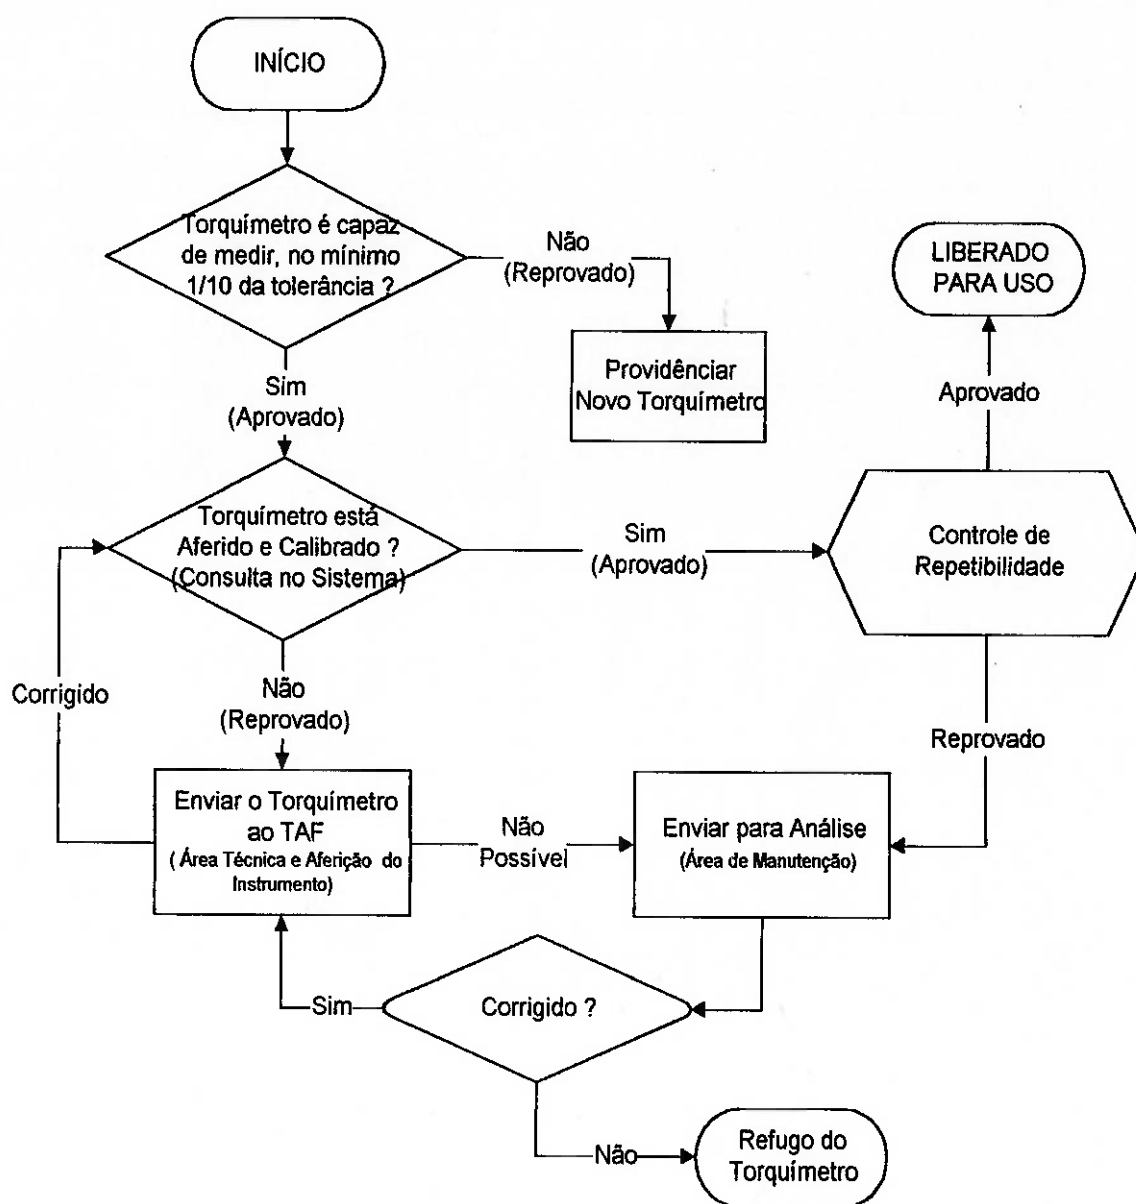 INÍCIO
Torquímetro é capaz
de medir, no mínimo
1/10 da tolerância ?
Não
(Reprovado)
Providênciar
Novo Torquímetro
LIBERADO
PARA USO
Sim
(Aprovado)
Aprovado
Torquímetro está
Aferido e Calibrado ?
(Consulta no Sistema)
Sim
(Aprovado)
Controle de
Repetibilidade
Corrigido
Não
(Reprovado)
Reprovado
Enviar o Torquímetro
ao TAF
( Área Técnica e Aferição do
Instrumento)
Não
Possível
Enviar para Análise
(Área de Manutenção)
Sim
Corrigido ?
Não
Refugo do
Torquímetro